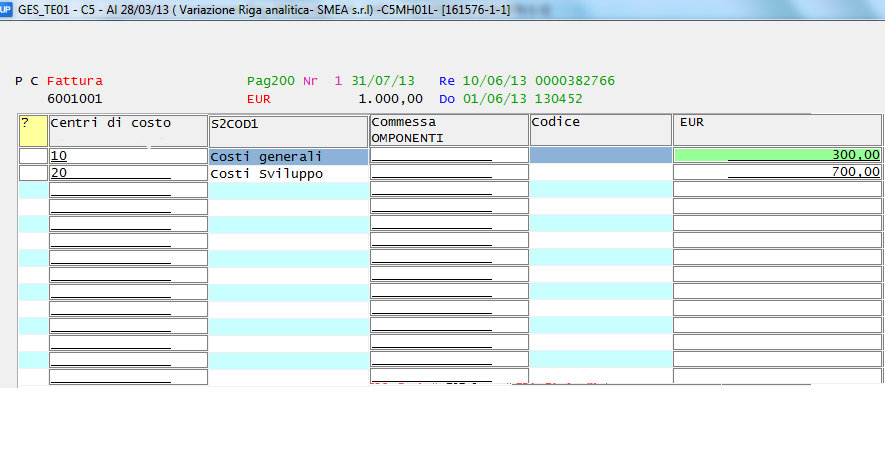 UP GES_TE01 - C5 - Al 28/03/13 ( Variazione Riga analitica- SMEA s.r.l) -C5MH01L- [161576-1-1]
P C Fattura Pag200 Nr 1 31/07/13 Re 10/06/13 0000382766
6001001 EUR 1.000,00 Do 01/06/13 130452
? Centri di costo S2COD1 Commessa Codice EUR
OMPONENTI
10 Costi generali 300,00
20 Costi Sviluppo 700,00